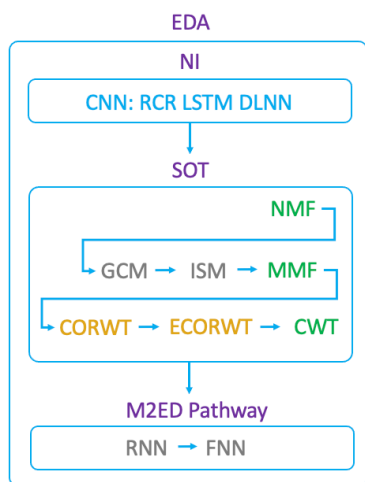 EDA
NI
CNN: RCR LSTM DLNN
SOT
NMF
GCM ISM MMF
CORWT ECORWT CWT
M2ED Pathway
RNN FNN